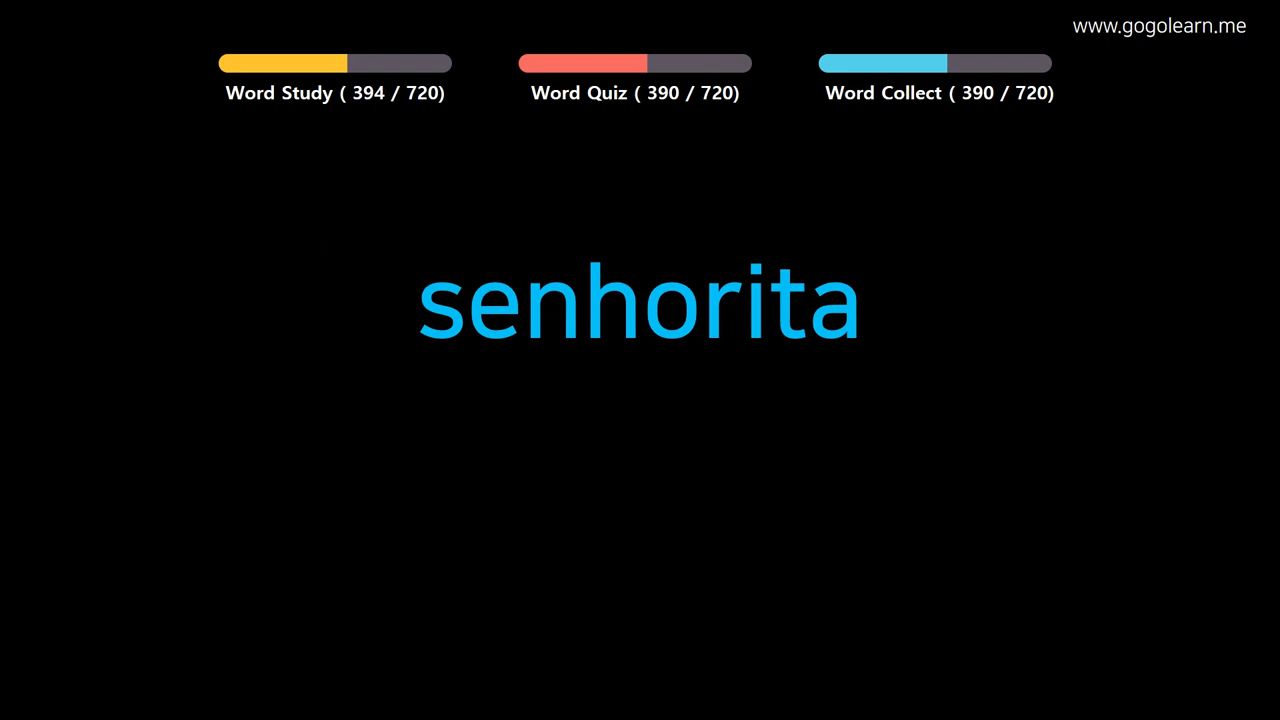 www.gogolearn.me
Word Study ( 394 / 720)
Word Quiz ( 390 / 720)
Word Collect ( 390 / 720)
senhorita